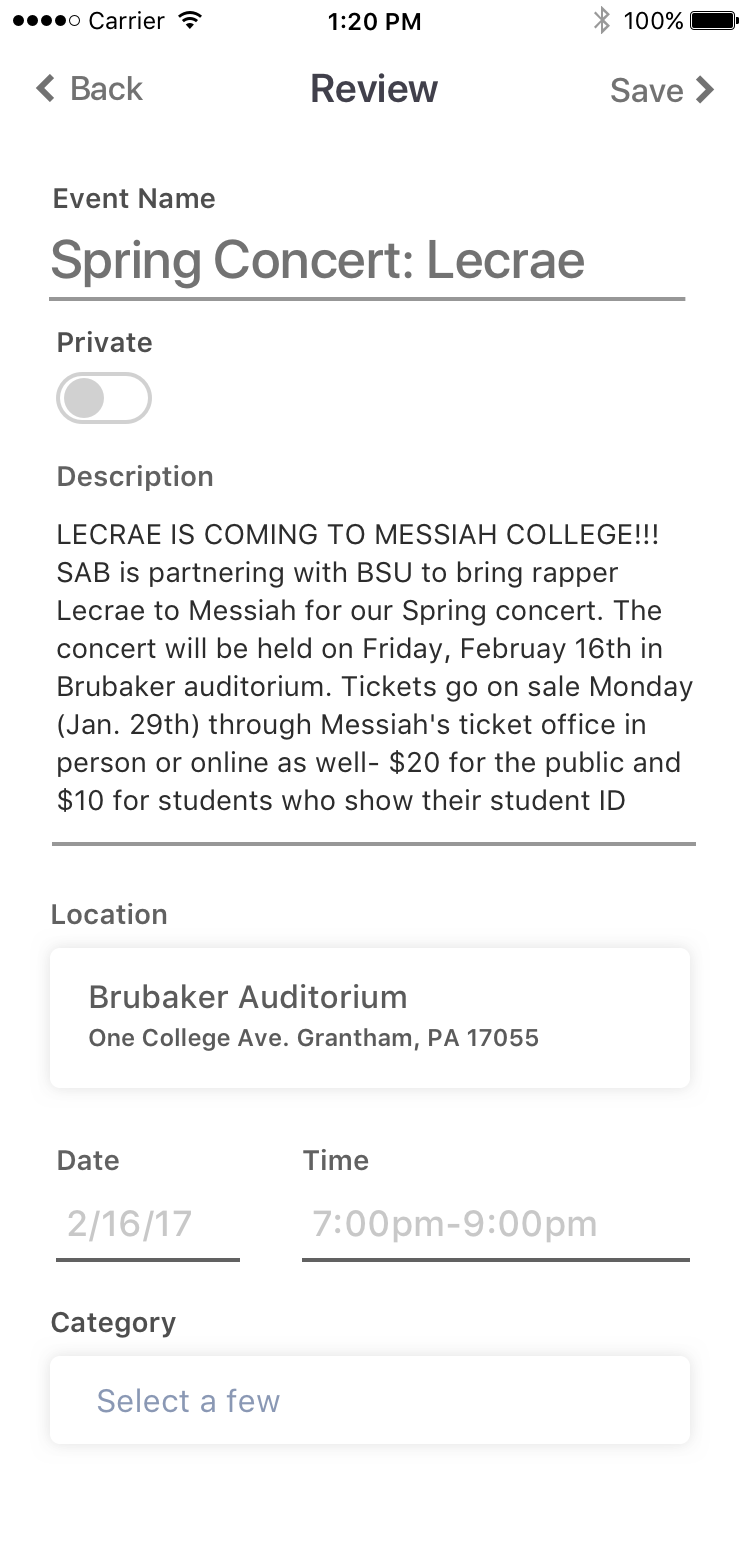 Carrier 1:20 PM 100%
Back Review Save
Event Name
Spring Concert: Lecrae
Private
Description
LECRAE IS COMING TO MESSIAH COLLEGE!!!
SAB is partnering with BSU to bring rapper
Lecrae to Messiah for our Spring concert. The
concert will be held on Friday, Februay 16th in
Brubaker auditorium. Tickets go on sale Monday
(Jan. 29th) through Messiah's ticket office in
person or online as well- $20 for the public and
$10 for students who show their student ID
Location
Brubaker Auditorium
One College Ave. Grantham, PA 17055
Date Time
2/16/17 7:00pm-9:00pm
Category
Select a few